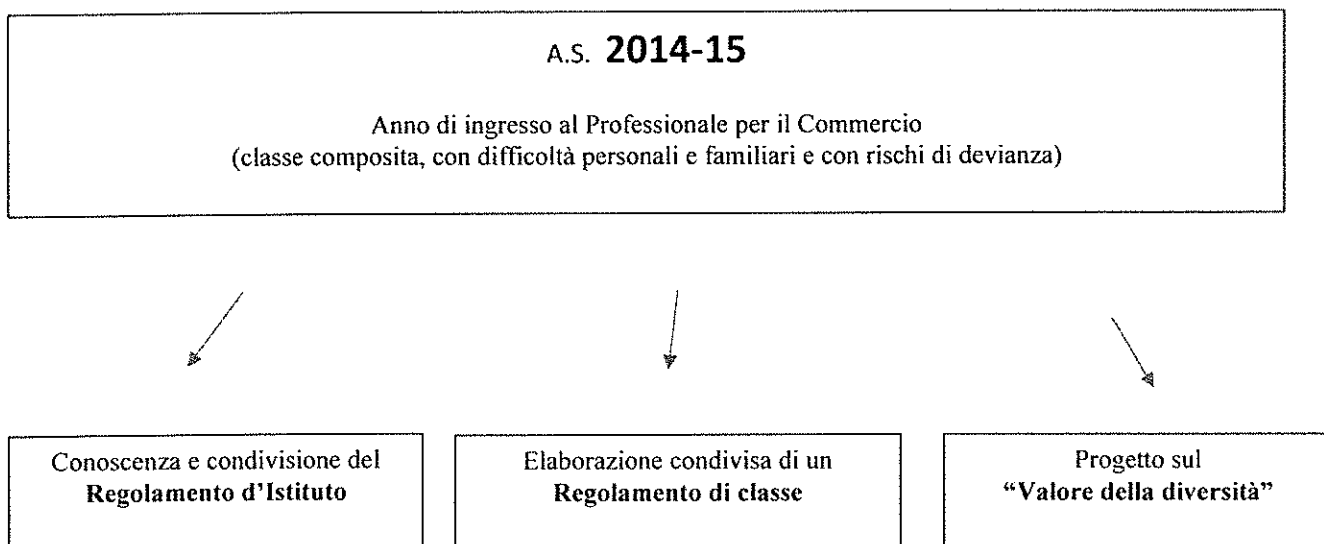 A.S. 2014-15
Anno di ingresso al Professionale per il Commercio
(classe composita, con difficoltà personali e familiari e con rischi di devianza)
Conoscenza e condivisione del
Regolamento d'Istituto
Elaborazione condivisa di un
Regolamento di classe
Progetto sul
“Valore della diversità”